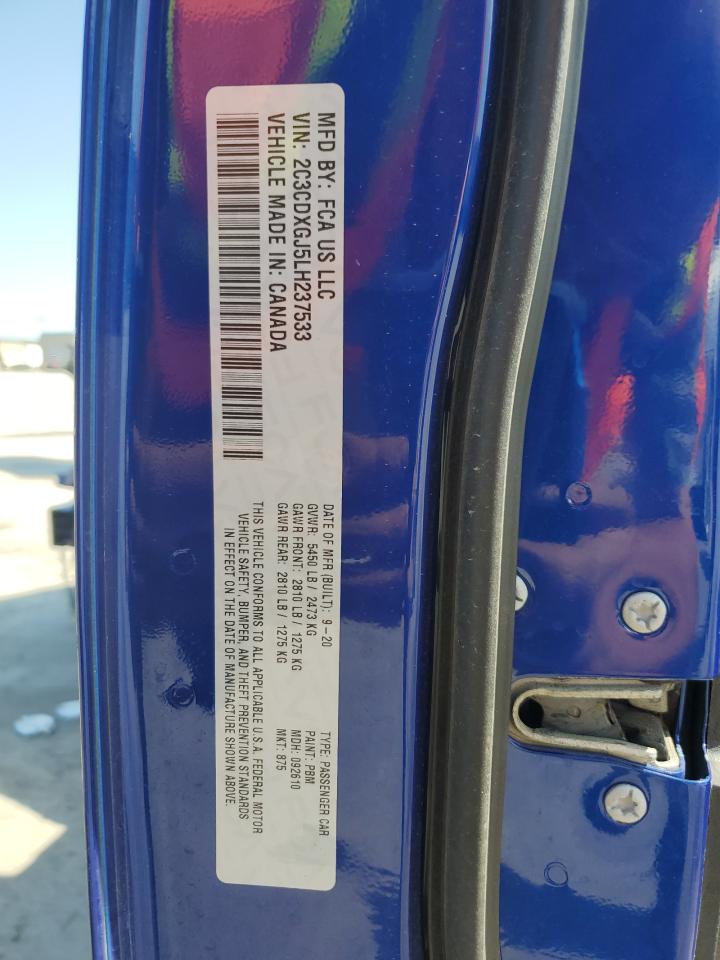 MFD BY: FCA US LLC
VIN: 2C3CDXGJ5LH237533
VEHICLE MADE IN: CANADA
DATE OF MFR (BUILT): 9-20
GVWR: 5450 LB / 2473 KG
GAWR FRONT: 2810 LB / 1275 KG
GAWR REAR: 2810 LB / 1275 KG
TYPE: PASSENGER CAR
PAINT: PBM
MDH: 092610
MKT: 875
THIS VEHICLE CONFORMS TO ALL APPLICABLE U.S.A. FEDERAL MOTOR
VEHICLE SAFETY, BUMPER, AND THEFT PREVENTION STANDARDS
IN EFFECT ON THE DATE OF MANUFACTURE SHOWN ABOVE.